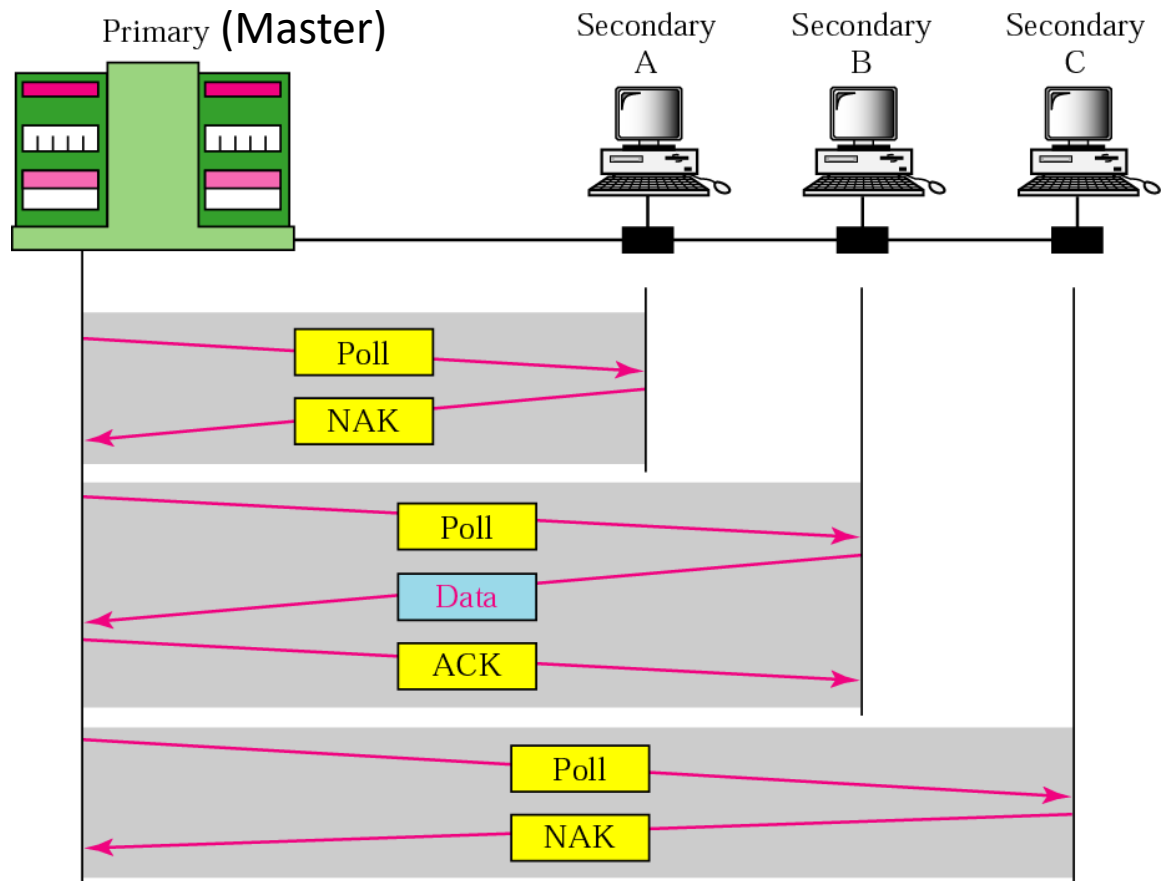 Primary (Master)
Secondary
A
Secondary
B
Secondary
C
Poll
NAK
Poll
Data
ACK
Poll
NAK